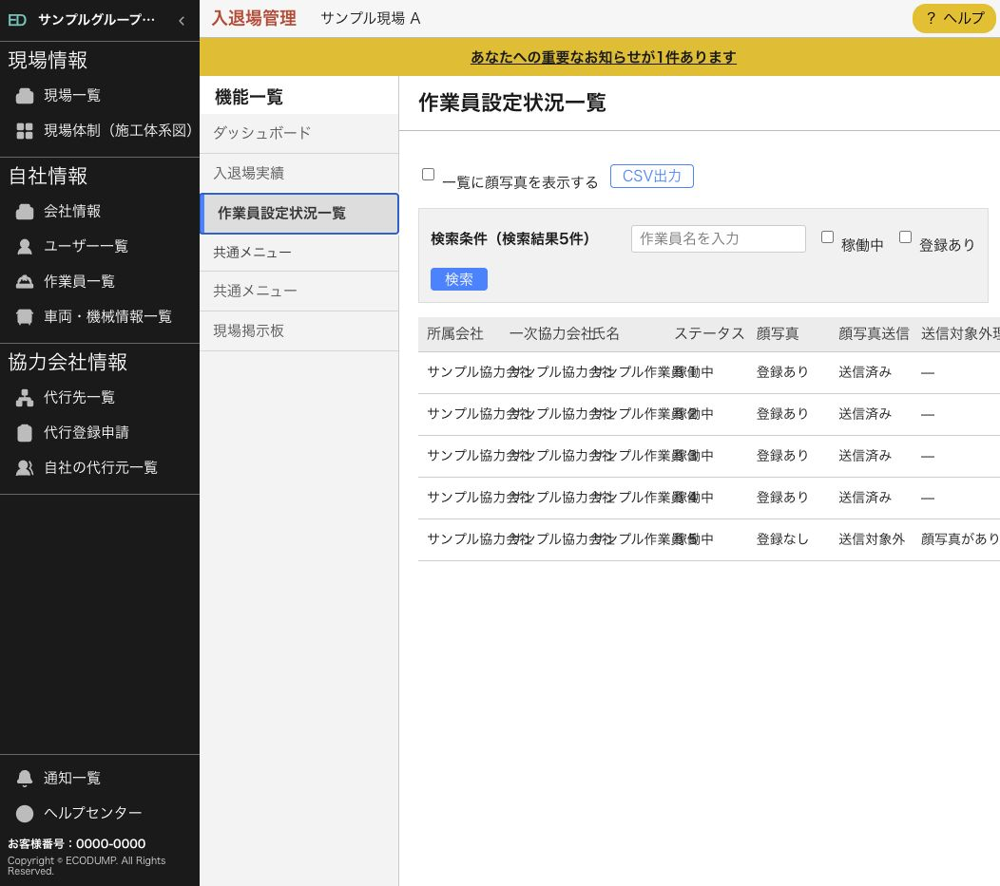 ED サンプルグループ…
現場情報
現場一覧
現場体制（施工体系図）
自社情報
会社情報
ユーザー一覧
作業員一覧
車両・機械情報一覧
協力会社情報
代行先一覧
代行登録申請
自社の代行元一覧
通知一覧
ヘルプセンター
お客様番号：0000-0000
Copyright © ECODUMP. All Rights
Reserved.
入退場管理 サンプル現場 A ? ヘルプ
あなたへの重要なお知らせが1件あります
機能一覧
ダッシュボード
入退場実績
作業員設定状況一覧
共通メニュー
共通メニュー
現場掲示板
作業員設定状況一覧
一覧に顔写真を表示する CSV出力
検索条件（検索結果5件） 作業員名を入力 稼働中 登録あり
検索
所属会社 一次協力会社 氏名 ステータス 顔写真 顔写真送信 送信対象外理
サンプル協力会社 サンプル協力会社 サンプル作業員 1 稼働中 登録あり 送信済み —
サンプル協力会社 サンプル協力会社 サンプル作業員 2 稼働中 登録あり 送信済み —
サンプル協力会社 サンプル協力会社 サンプル作業員 3 稼働中 登録あり 送信済み —
サンプル協力会社 サンプル協力会社 サンプル作業員 4 稼働中 登録あり 送信済み —
サンプル協力会社 サンプル協力会社 サンプル作業員 5 稼働中 登録なし 送信対象外 顔写真があり